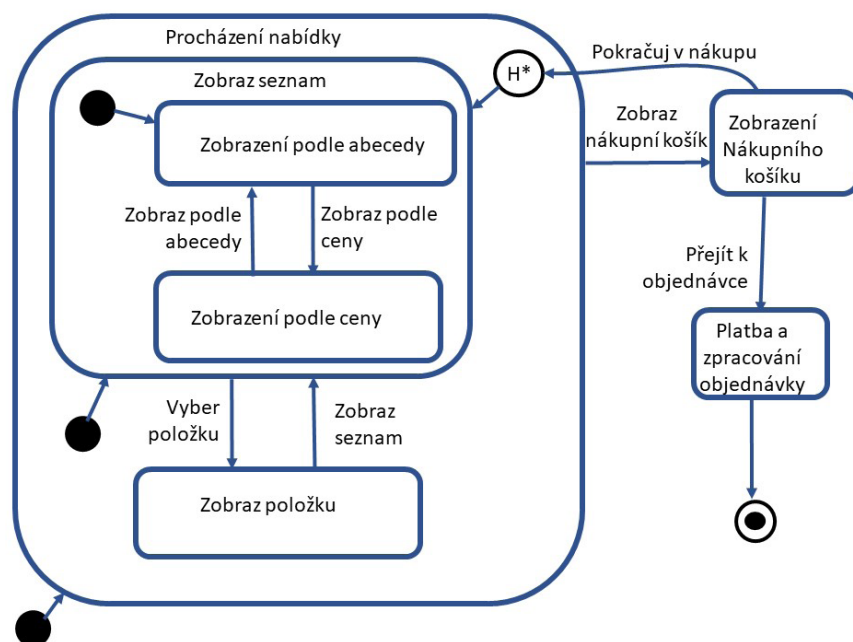 Procházení nabídky
Zobraz seznam
H*
Pokračuj v nákupu
Zobrazení podle abecedy
Zobraz
nákupní košík
Zobrazení
Nákupního
košíku
Zobraz podle
abecedy
Zobraz podle
ceny
Zobrazení podle ceny
Přejít k
objednávce
Platba a
zpracování
objednávky
Vyber
položku
Zobraz
seznam
Zobraz položku